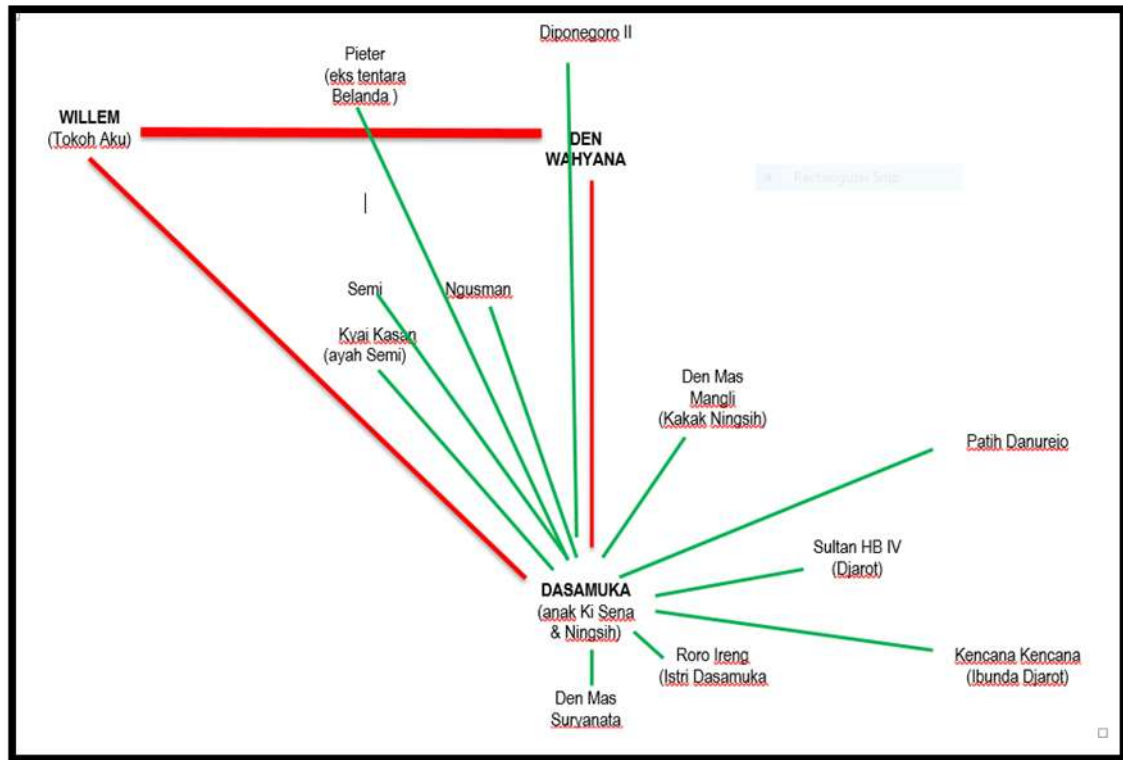 Diponegoro II
Pieter
(eks tentara
Belanda )
WILLEM
(Tokoh Aku)
DEN
WAHYANA
Rectangular Snip
Semi
Ngusman
Kyai Kasan
(ayah Semi)
Den Mas
Mangli
(Kakak Ningsih)
Patih Danurejo
Sultan HB IV
(Djarot)
DASAMUKA
(anak Ki Sena
& Ningsih)
Roro Ireng
(Istri Dasamuka
Kencana Kencana
(Ibunda Djarot)
Den Mas
Suryanata